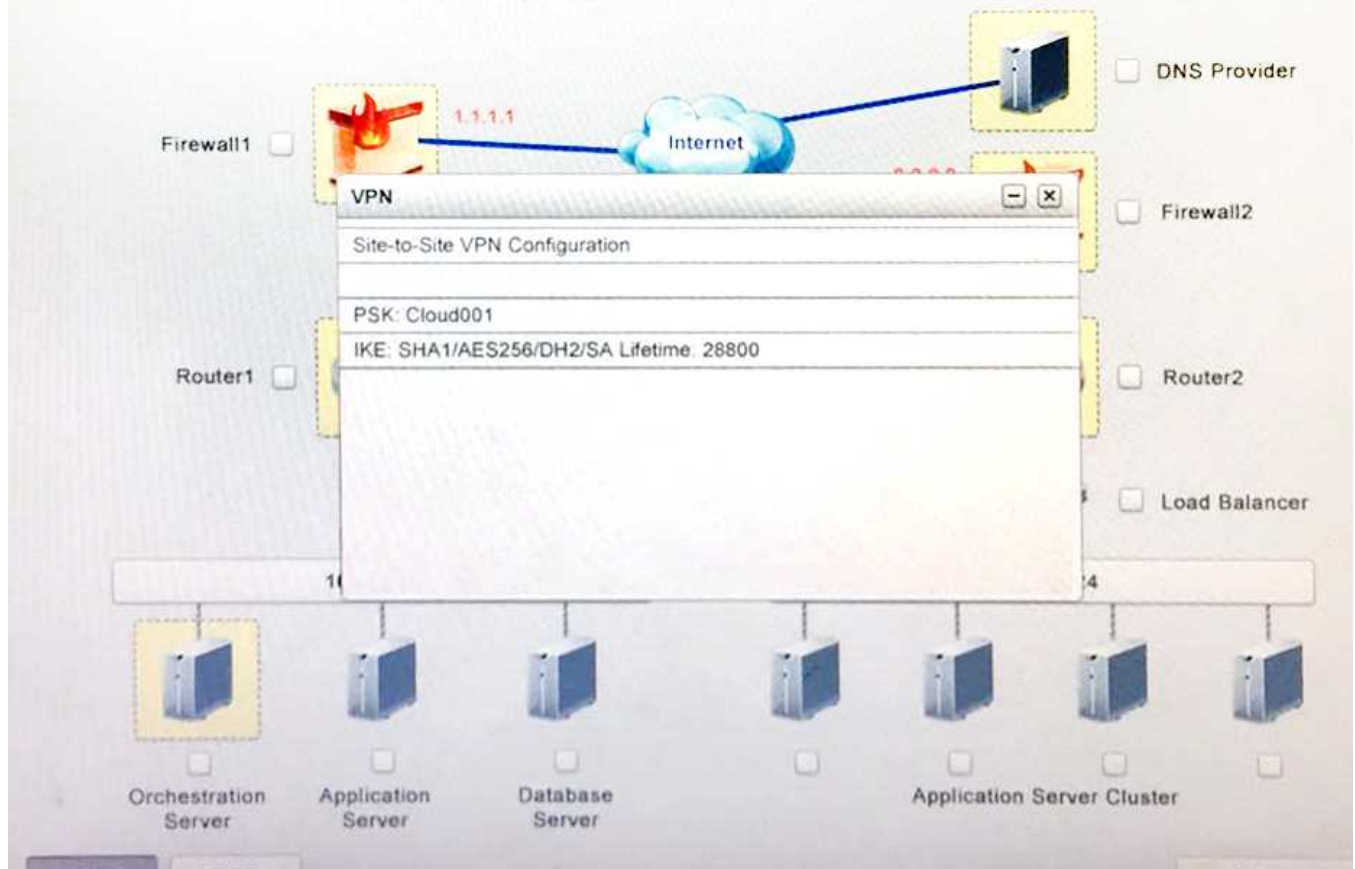 DNS Provider
1.1.1.1
Firewall1
Internet
VPN
Firewall2
Site-to-Site VPN Configuration
PSK: Cloud001
IKE: SHA1/AES256/DH2/SA Lifetime: 28800
Router1
Router2
Load Balancer
Orchestration
Server
Application
Server
Database
Server
Application Server Cluster